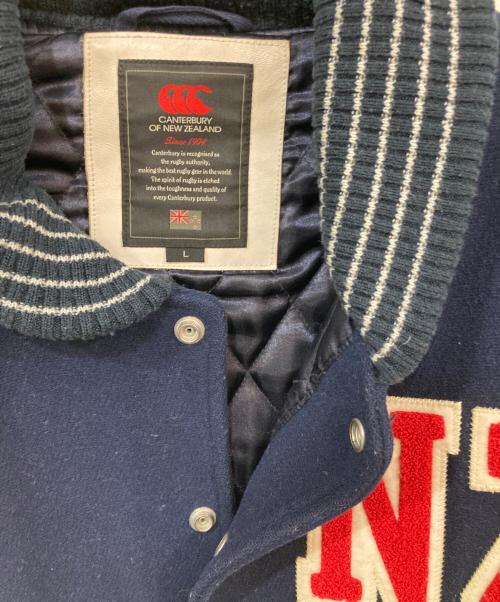 CANTERBURY
OF NEW ZEALAND
Since 1904
Canterbury is recognised as
the rugby authority,
making the best rugby gear in the world.
The spirit of rugby is etched
into the toughness and quality of
every Canterbury product.
L
NZ